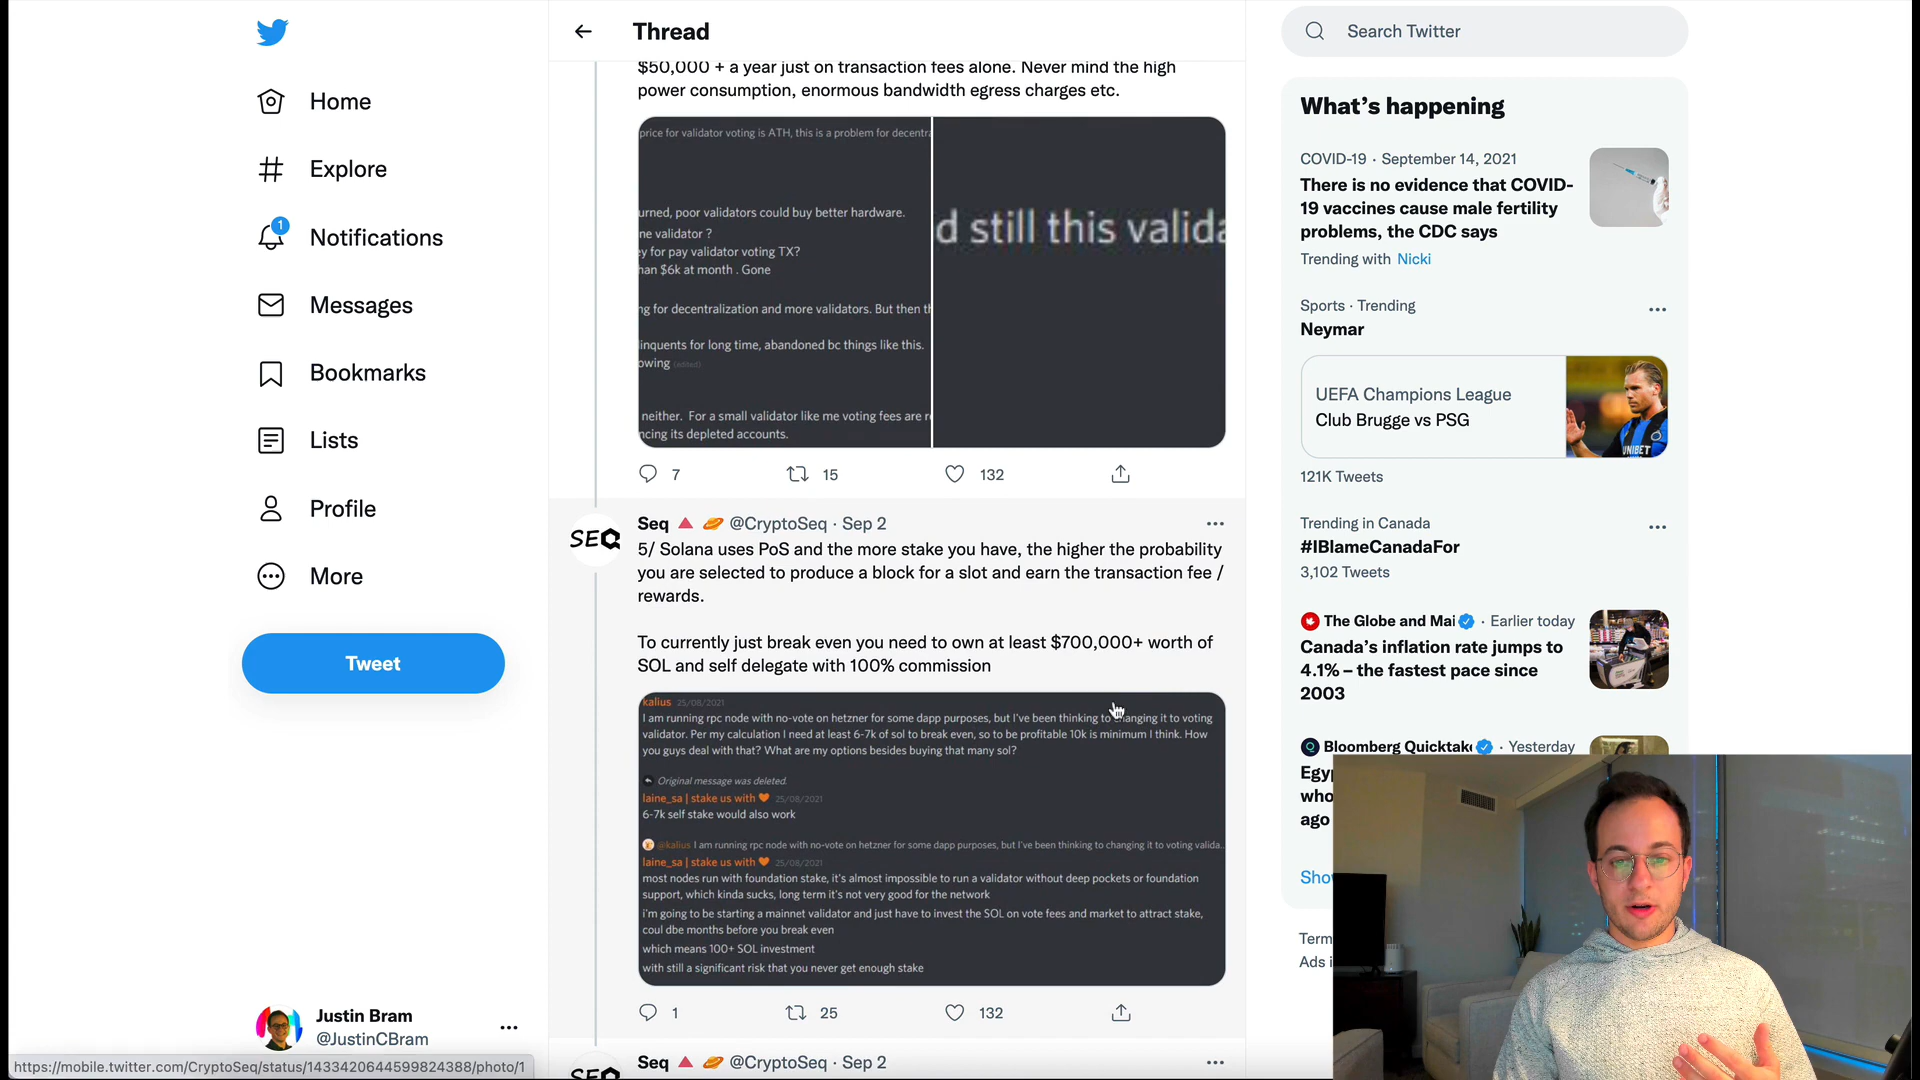 Home
Explore
1
Notifications
Messages
Bookmarks
Lists
Profile
More
Tweet
Justin Bram
@JustinCBram
https://mobile.twitter.com/CryptoSeq/status/1433420644599824388/photo/1
Thread
$50,000 + a year just on transaction fees alone. Never mind the high
power consumption, enormous bandwidth egress charges etc.
price for validator voting is ATH, this is a problem for decentra
urned, poor validators could buy better hardware.
ne validator ?
y for pay validator voting TX?
han $6k at month . Gone
ng for decentralization and more validators. But then th
inquents for long time, abandoned bc things like this.
owing (edited)
neither. For a small validator like me voting fees are r
ncing its depleted accounts.
d still this valida
7
15
132
SEQ
Seq @CryptoSeq · Sep 2
5/ Solana uses PoS and the more stake you have, the higher the probability
you are selected to produce a block for a slot and earn the transaction fee /
rewards.
To currently just break even you need to own at least $700,000+ worth of
SOL and self delegate with 100% commission
kalius 25/08/2021
I am running rpc node with no-vote on hetzner for some dapp purposes, but I've been thinking to changing it to voting
validator. Per my calculation I need at least 6-7k of sol to break even, so to be profitable 10k is minimum I think. How
you guys deal with that? What are my options besides buying that many sol?
Original message was deleted.
laine_sa | stake us with 25/08/2021
6-7k self stake would also work
@kalius I am running rpc node with no-vote on hetzner for some dapp purposes, but I've been thinking to changing it to voting valida..
laine_sa | stake us with 25/08/2021
most nodes run with foundation stake, it's almost impossible to run a validator without deep pockets or foundation
support, which kinda sucks, long term it's not very good for the network
i'm going to be starting a mainnet validator and just have to invest the SOL on vote fees and market to attract stake,
coul dbe months before you break even
which means 100+ SOL investment
with still a significant risk that you never get enough stake
1
25
132
SEQ
Seq @CryptoSeq · Sep 2
Search Twitter
What's happening
COVID-19 · September 14, 2021
There is no evidence that COVID-
19 vaccines cause male fertility
problems, the CDC says
Trending with Nicki
Sports · Trending
Neymar
UEFA Champions League
Club Brugge vs PSG
UNIBET
121K Tweets
Trending in Canada
#IBlameCanadaFor
3,102 Tweets
The Globe and Mai · Earlier today
Canada's inflation rate jumps to
4.1% – the fastest pace since
2003
Bloomberg Quicktak · Yesterday
Egy
who
ago
Sho
Term
Ads i